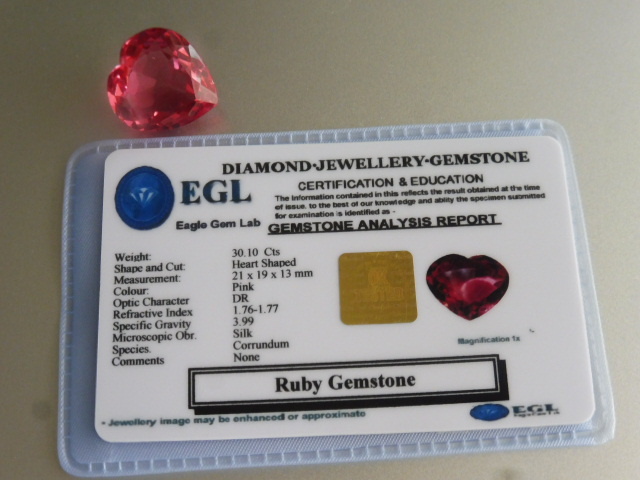 DIAMOND-JEWELLERY-GEMSTONE
EGL
Eagle Gem Lab
CERTIFICATION & EDUCATION
The Information contained in this reflects the result obtained at the time
of issue. to the best of our knowledge and ablity the specimen submitted
for examination is identified as -
GEMSTONE ANALYSIS REPORT
Weight: 30.10 Cts
Shape and Cut: Heart Shaped
Measurement: 21 x 19 x 13 mm
Colour: Pink
Optic Character DR
Refractive Index 1.76-1.77
Specific Gravity 3.99
Microscopic Obr. Silk
Species. Corrundum
Comments None
Magnification 1x
Ruby Gemstone
- Jewellery image may be enhanced or approximate
EGL